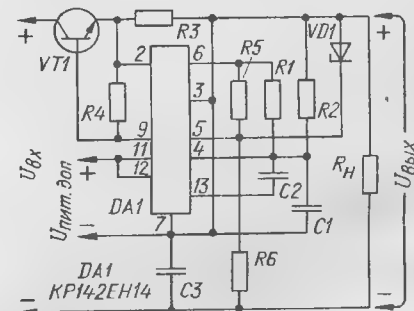 +
VT1
R3
VD1
+
2
6
R5
R1
R4
3
R2
9
5
11
4
+
12
13
C2
Rн
Uвх
Uпит.доп
Uвых
DA1
7
C1
−
DA1
КР142ЕН14
C3
R6
−
−